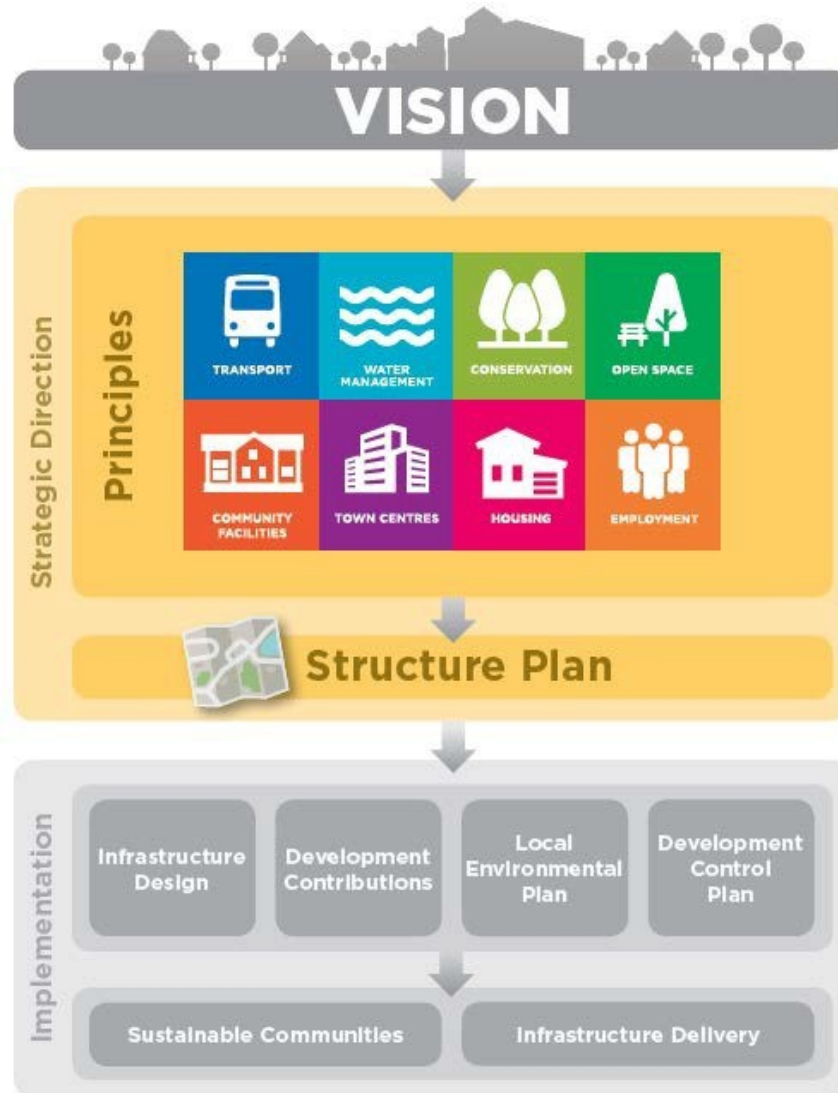 VISION
Strategic Direction
Principles
TRANSPORT
WATER
MANAGEMENT
CONSERVATION
OPEN SPACE
COMMUNITY
FACILITIES
TOWN CENTRES
HOUSING
EMPLOYMENT
Structure Plan
Implementation
Infrastructure
Design
Development
Contributions
Local
Environmental
Plan
Development
Control
Plan
Sustainable Communities
Infrastructure Delivery